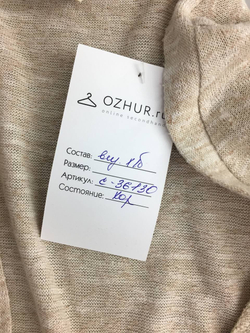 OZHUR.ru
online secondhand
Состав:
Размер:
Артикул: с-36130
Состояние: хор